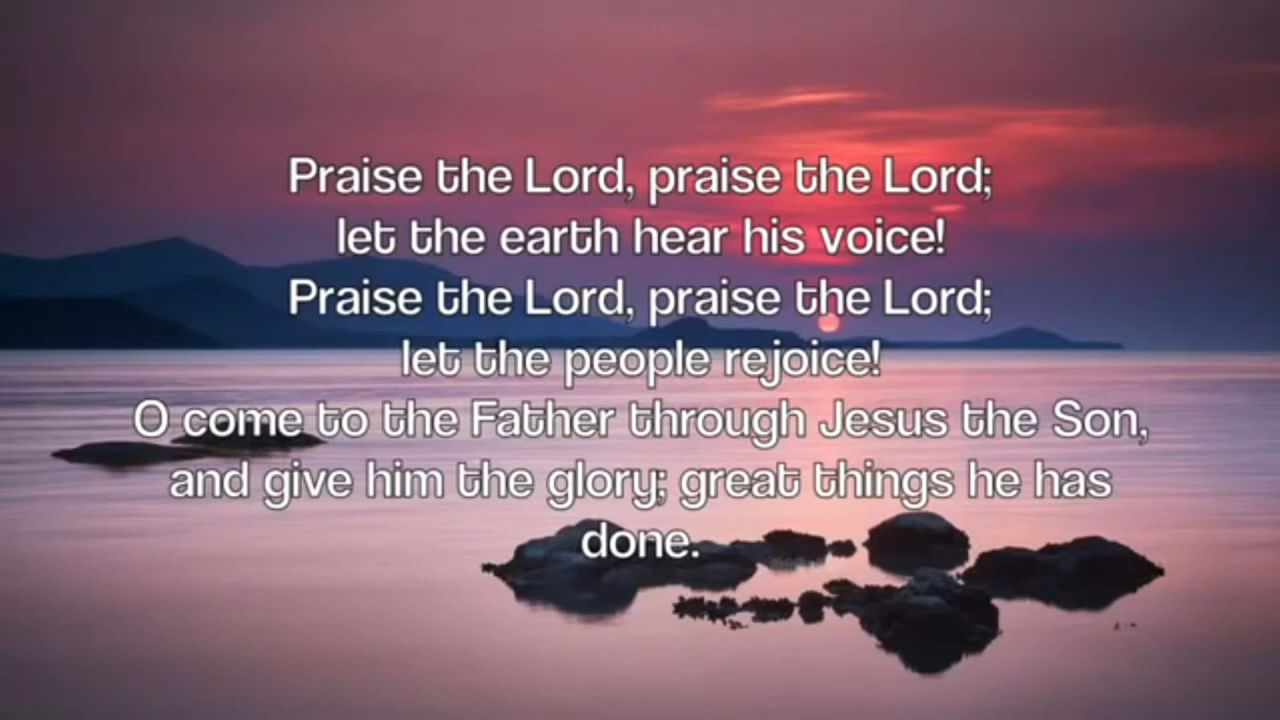 Praise the Lord, praise the Lord;
let the earth hear his voice!
Praise the Lord, praise the Lord;
let the people rejoice!
O come to the Father through Jesus the Son,
and give him the glory; great things he has
done.